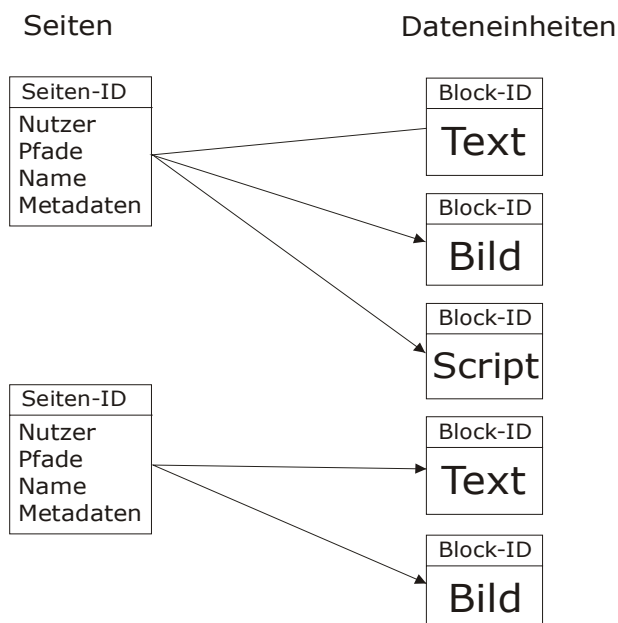 Seiten
Dateneinheiten
Seiten-ID
Nutzer
Pfade
Name
Metadaten
Block-ID
Text
Block-ID
Bild
Block-ID
Script
Seiten-ID
Nutzer
Pfade
Name
Metadaten
Block-ID
Text
Block-ID
Bild